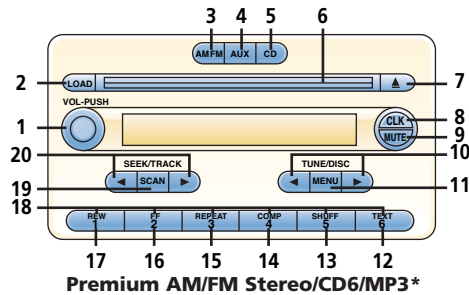 3 4 5 6
AM FM AUX CD
2 LOAD 7
VOL-PUSH
1 CLK 8
MUTE 9
20 SEEK/TRACK TUNE/DISC 10
19 SCAN MENU 11
18
REW FF REPEAT COMP SHUFF TEXT
1 2 3 4 5 6
17 16 15 14 13 12
Premium AM/FM Stereo/CD6/MP3*